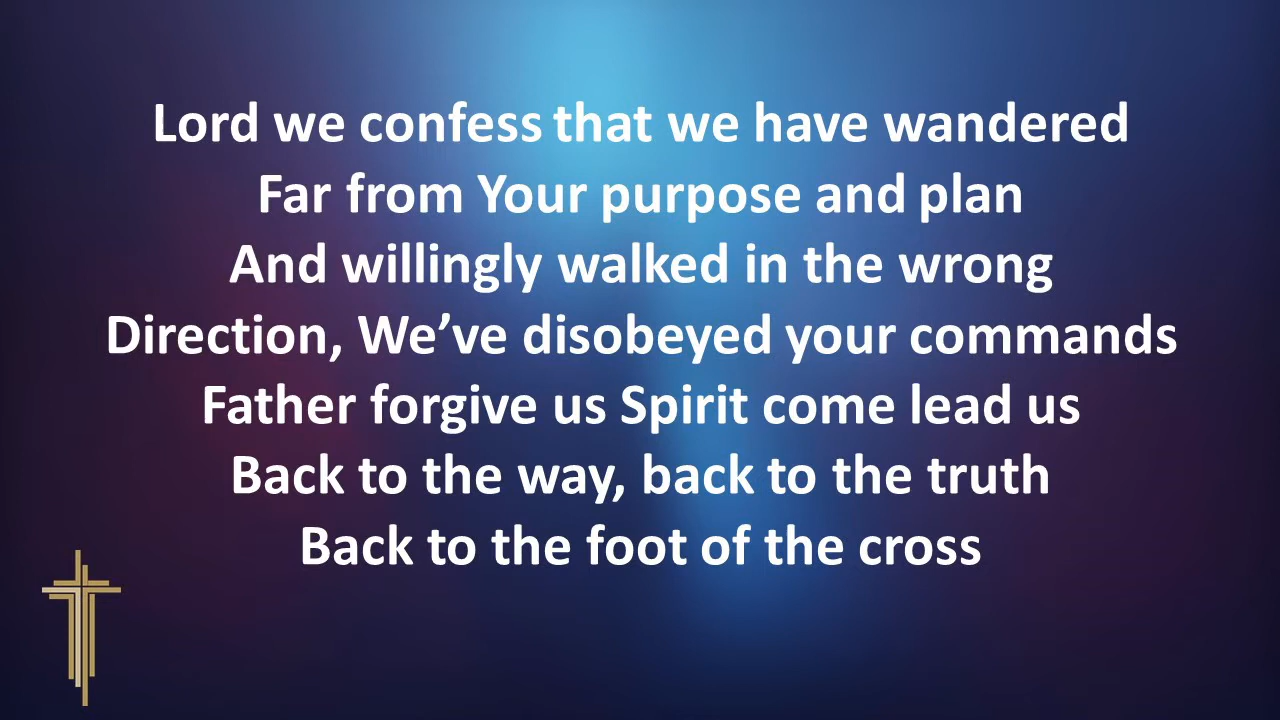 Lord we confess that we have wandered
Far from Your purpose and plan
And willingly walked in the wrong
Direction, We’ve disobeyed your commands
Father forgive us Spirit come lead us
Back to the way, back to the truth
Back to the foot of the cross